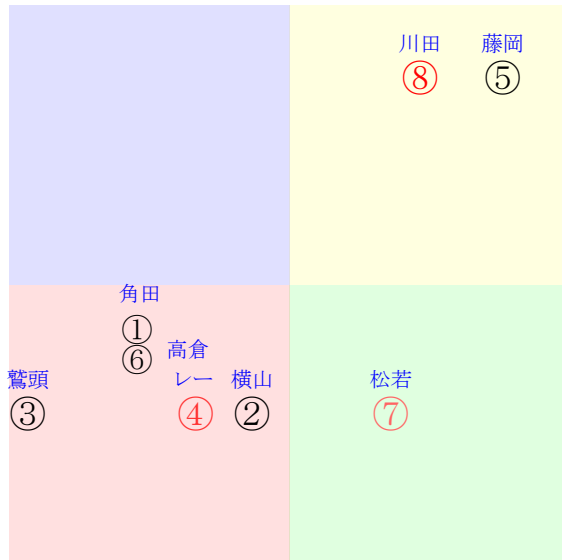 川田 藤岡
⑧ ⑤
角田
①
⑥ 高倉
鷲頭 レー 横山 松若
③ ④ ② ⑦